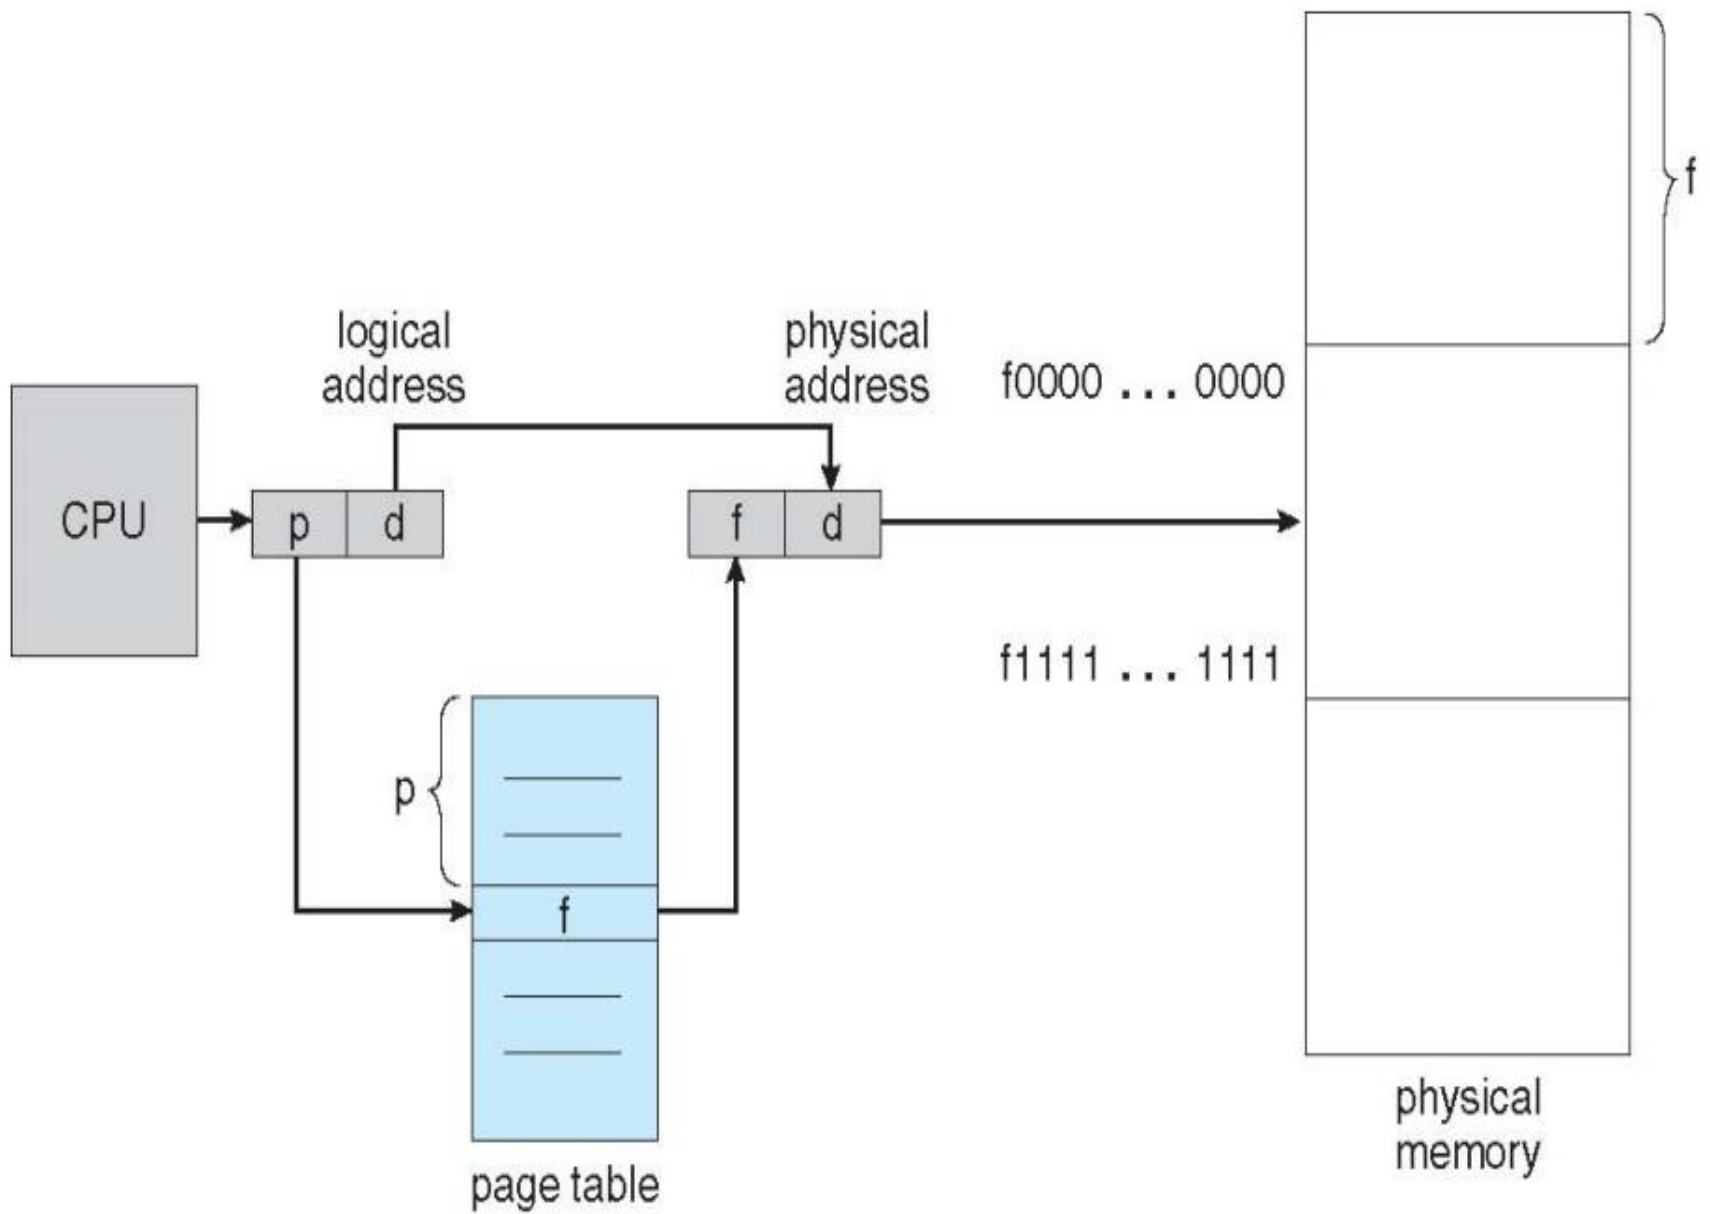 f
logical
address
physical
address
f0000 ... 0000
CPU
p d
f d
f1111 ... 1111
p
f
physical
memory
page table